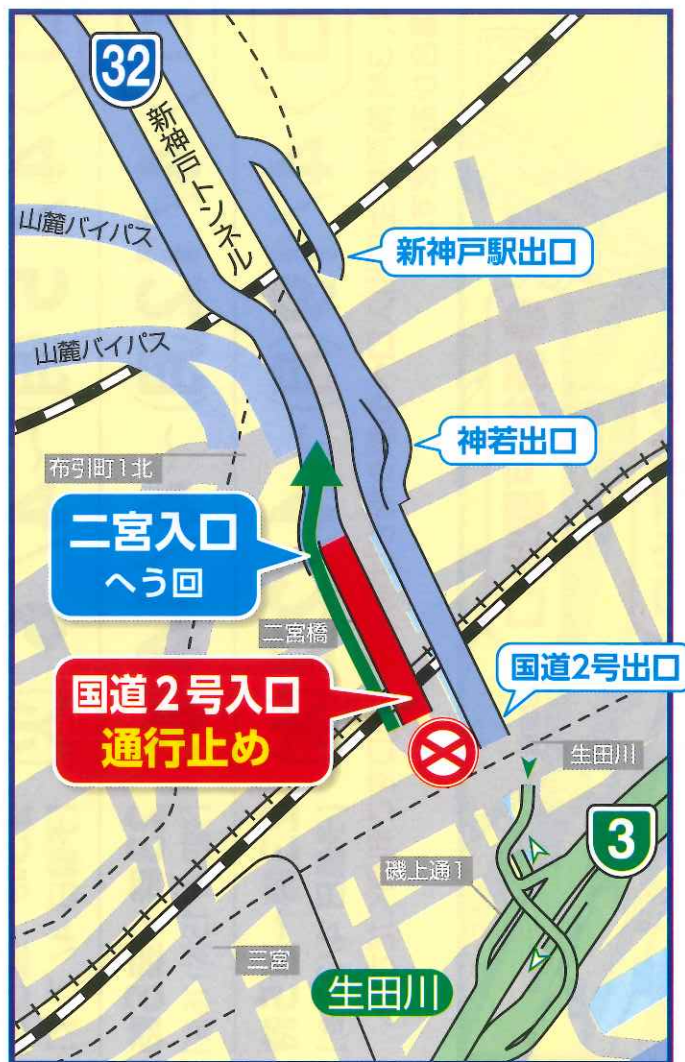 32
新神戸トンネル
山麓バイパス
新神戸駅出口
山麓バイパス
神若出口
布引町1北
二宮入口
へう回
二宮橋
国道2号出口
国道2号入口
通行止め
生田川
3
磯上通1
三宮
生田川